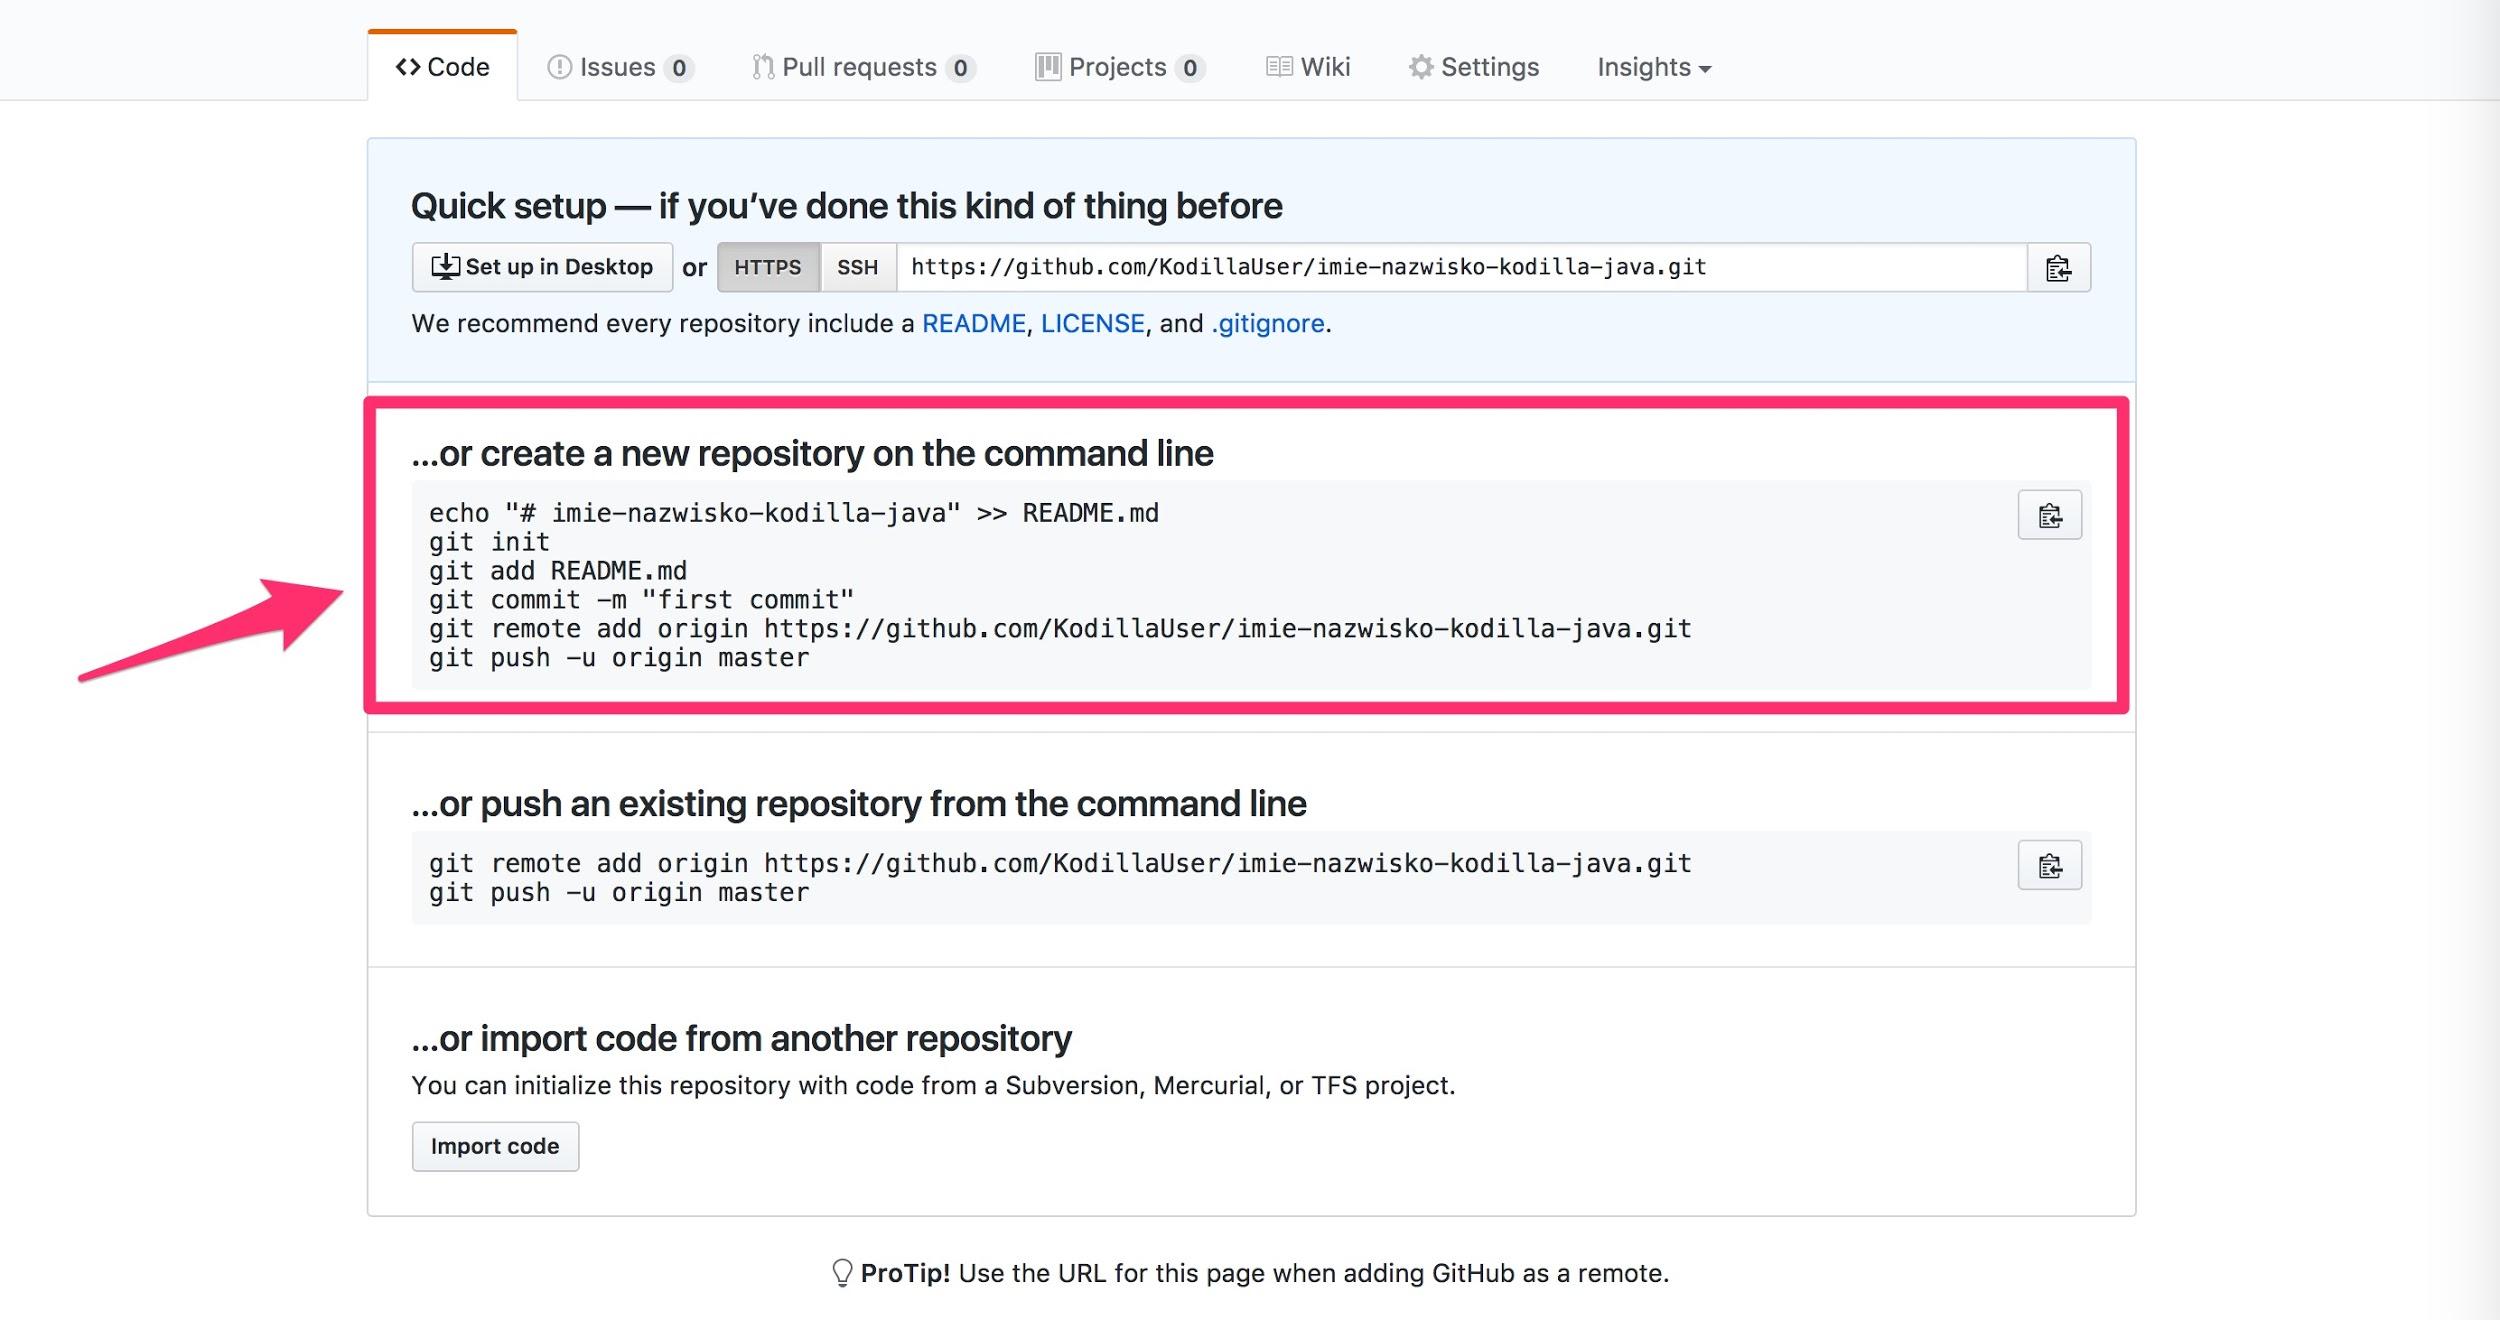 <> Code Issues 0 Pull requests 0 Projects 0 Wiki Settings Insights
Quick setup — if you’ve done this kind of thing before
Set up in Desktop or HTTPS SSH https://github.com/KodillaUser/imie-nazwisko-kodilla-java.git
We recommend every repository include a README, LICENSE, and .gitignore.
…or create a new repository on the command line
echo "# imie-nazwisko-kodilla-java" >> README.md
git init
git add README.md
git commit -m "first commit"
git remote add origin https://github.com/KodillaUser/imie-nazwisko-kodilla-java.git
git push -u origin master
…or push an existing repository from the command line
git remote add origin https://github.com/KodillaUser/imie-nazwisko-kodilla-java.git
git push -u origin master
…or import code from another repository
You can initialize this repository with code from a Subversion, Mercurial, or TFS project.
Import code
ProTip! Use the URL for this page when adding GitHub as a remote.